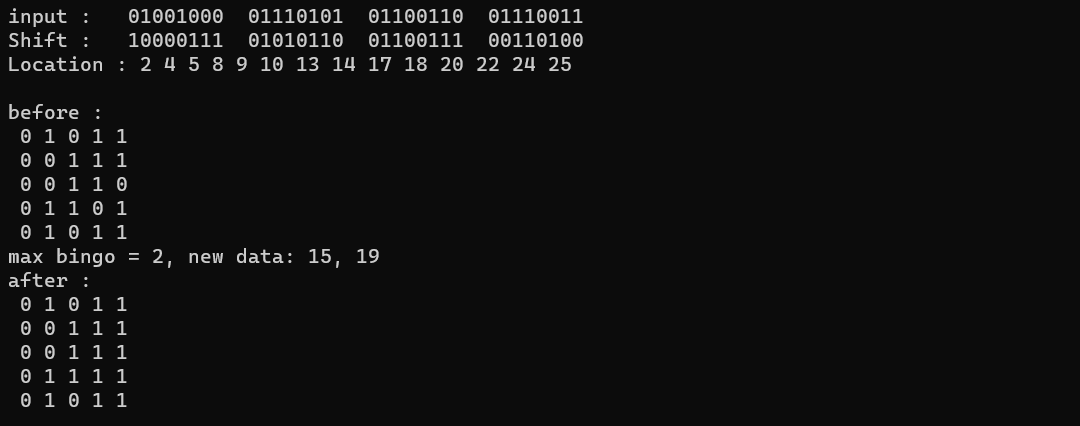 input :   01001000  01110101  01100110  01110011
Shift :   10000111  01010110  01100111  00110100
Location : 2 4 5 8 9 10 13 14 17 18 20 22 24 25
before :
0 1 0 1 1
0 0 1 1 1
0 0 1 1 0
0 1 1 0 1
0 1 0 1 1
max bingo = 2, new data: 15, 19
after :
0 1 0 1 1
0 0 1 1 1
0 0 1 1 1
0 1 1 1 1
0 1 0 1 1